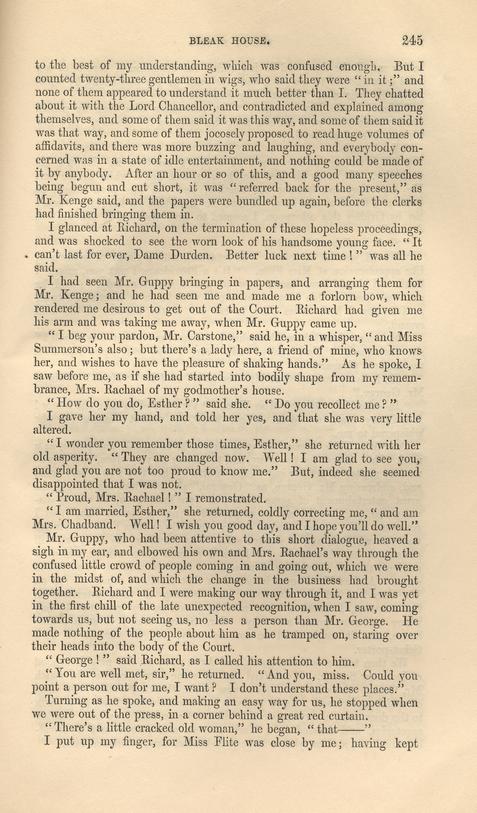 BLEAK HOUSE. 245
to the best of my understanding, which was confused enough. But I
counted twenty-three gentlemen in wigs, who said they were “in it;” and
none of them appeared to understand it much better than I. They chatted
about it with the Lord Chancellor, and contradicted and explained among
themselves, and some of them said it was this way, and some of them said it
was that way, and some of them jocosely proposed to read huge volumes of
affidavits, and there was more buzzing and laughing, and everybody con-
cerned was in a state of idle entertainment, and nothing could be made of
it by anybody. After an hour or so of this, and a good many speeches
being begun and cut short, it was “referred back for the present,” as
Mr. Kenge said, and the papers were bundled up again, before the clerks
had finished bringing them in.
I glanced at Richard, on the termination of these hopeless proceedings,
and was shocked to see the worn look of his handsome young face. “It
can't last for ever, Dame Durden. Better luck next time!” was all he
said.
I had seen Mr. Guppy bringing in papers, and arranging them for
Mr. Kenge; and he had seen me and made me a forlorn bow, which
rendered me desirous to get out of the Court. Richard had given me
his arm and was taking me away, when Mr. Guppy came up.
“I beg your pardon, Mr. Carstone,” said he, in a whisper, “and Miss
Summerson's also; but there's a lady here, a friend of mine, who knows
her, and wishes to have the pleasure of shaking hands.” As he spoke, I
saw before me, as if she had started into bodily shape from my remem-
brance, Mrs. Rachael of my godmother's house.
“How do you do, Esther?” said she. “Do you recollect me?”
I gave her my hand, and told her yes, and that she was very little
altered.
“I wonder you remember those times, Esther,” she returned with her
old asperity. “They are changed now. Well! I am glad to see you,
and glad you are not too proud to know me.” But, indeed she seemed
disappointed that I was not.
“Proud, Mrs. Rachael!” I remonstrated.
“I am married, Esther,” she returned, coldly correcting me, “and am
Mrs. Chadband. Well! I wish you good day, and I hope you'll do well.”
Mr. Guppy, who had been attentive to this short dialogue, heaved a
sigh in my ear, and elbowed his own and Mrs. Rachael's way through the
confused little crowd of people coming in and going out, which we were
in the midst of, and which the change in the business had brought
together. Richard and I were making our way through it, and I was yet
in the first chill of the late unexpected recognition, when I saw, coming
towards us, but not seeing us, no less a person than Mr. George. He
made nothing of the people about him as he tramped on, staring over
their heads into the body of the Court.
“George!” said Richard, as I called his attention to him.
“You are well met, sir,” he returned. “And you, miss. Could you
point a person out for me, I want? I don't understand these places.”
Turning as he spoke, and making an easy way for us, he stopped when
we were out of the press, in a corner behind a great red curtain.
“There's a little cracked old woman,” he began, “that——”
I put up my finger, for Miss Flite was close by me; having kept